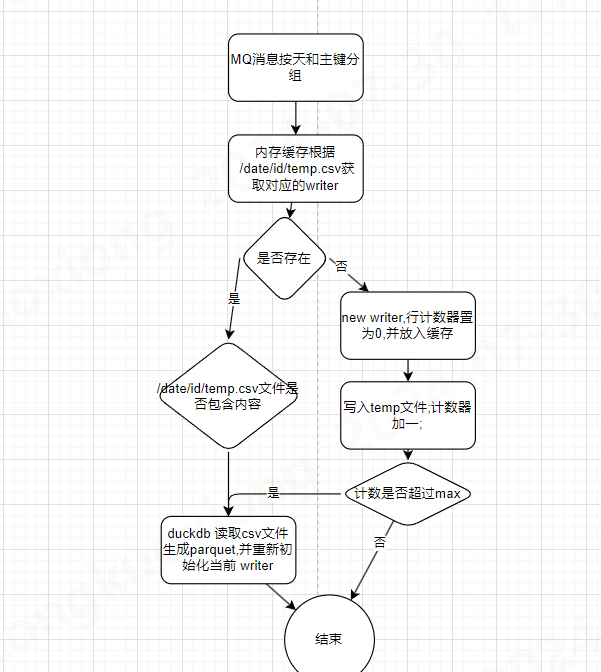 MQ消息按天和主键分
组
内存缓存根据
/date/id/temp.csv获
取对应的writer
是否存在
否
是
new writer,行计数器置
为0,并放入缓存
/date/id/temp.csv文件是
否包含内容
写入temp文件;计数器
加一;
是
计数是否超过max
duckdb 读取csv文件
生成parquet,并重新初
始化当前 writer
否
结束